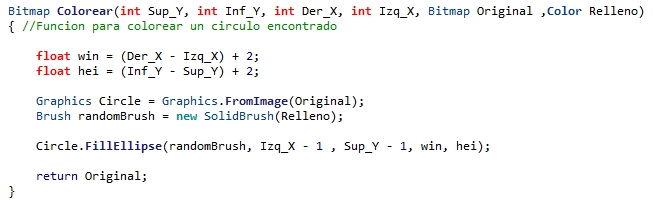 Bitmap Colorear(int Sup_Y, int Inf_Y, int Der_X, int Izq_X, Bitmap Original ,Color Relleno)
{ //Funcion para colorear un circulo encontrado
float win = (Der_X - Izq_X) + 2;
float hei = (Inf_Y - Sup_Y) + 2;
Graphics Circle = Graphics.FromImage(Original);
Brush randomBrush = new SolidBrush(Relleno);
Circle.FillEllipse(randomBrush, Izq_X - 1 , Sup_Y - 1, win, hei);
return Original;
}